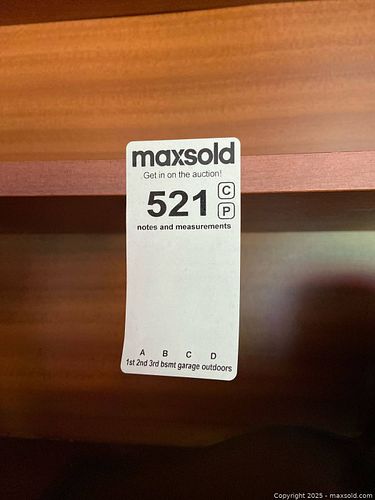 maxsold
Get in on the auction!
521 C
P
notes and measurements
A B C D
1st 2nd 3rd bsmt garage outdoors
Copyright 2025 - maxsold.com